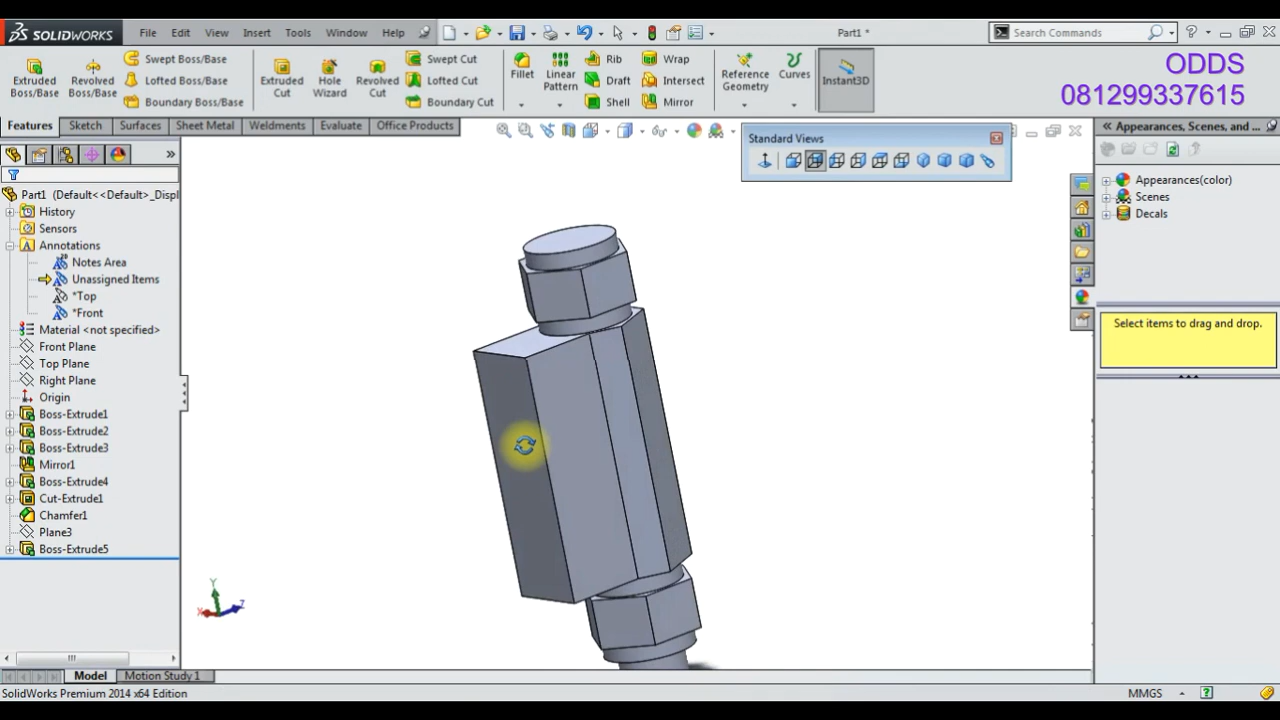 SOLIDWORKS File Edit View Insert Tools Window Help Part1 * Search Commands
ODDS
081299337615
Extruded Boss/Base
Revolved Boss/Base
Swept Boss/Base
Lofted Boss/Base
Boundary Boss/Base
Extruded Cut
Hole Wizard
Revolved Cut
Swept Cut
Lofted Cut
Boundary Cut
Fillet
Linear Pattern
Rib
Draft
Shell
Wrap
Intersect
Mirror
Reference Geometry
Curves
Instant3D
Features Sketch Surfaces Sheet Metal Weldments Evaluate Office Products
Standard Views
Appearances, Scenes, and ...
Appearances(color)
Scenes
Decals
Select items to drag and drop.
Part1 (Default<<Default>_Displ
History
Sensors
Annotations
Notes Area
Unassigned Items
*Top
*Front
Material <not specified>
Front Plane
Top Plane
Right Plane
Origin
Boss-Extrude1
Boss-Extrude2
Boss-Extrude3
Mirror1
Boss-Extrude4
Cut-Extrude1
Chamfer1
Plane3
Boss-Extrude5
Y
X
Z
Model Motion Study 1
SolidWorks Premium 2014 x64 Edition MMGS